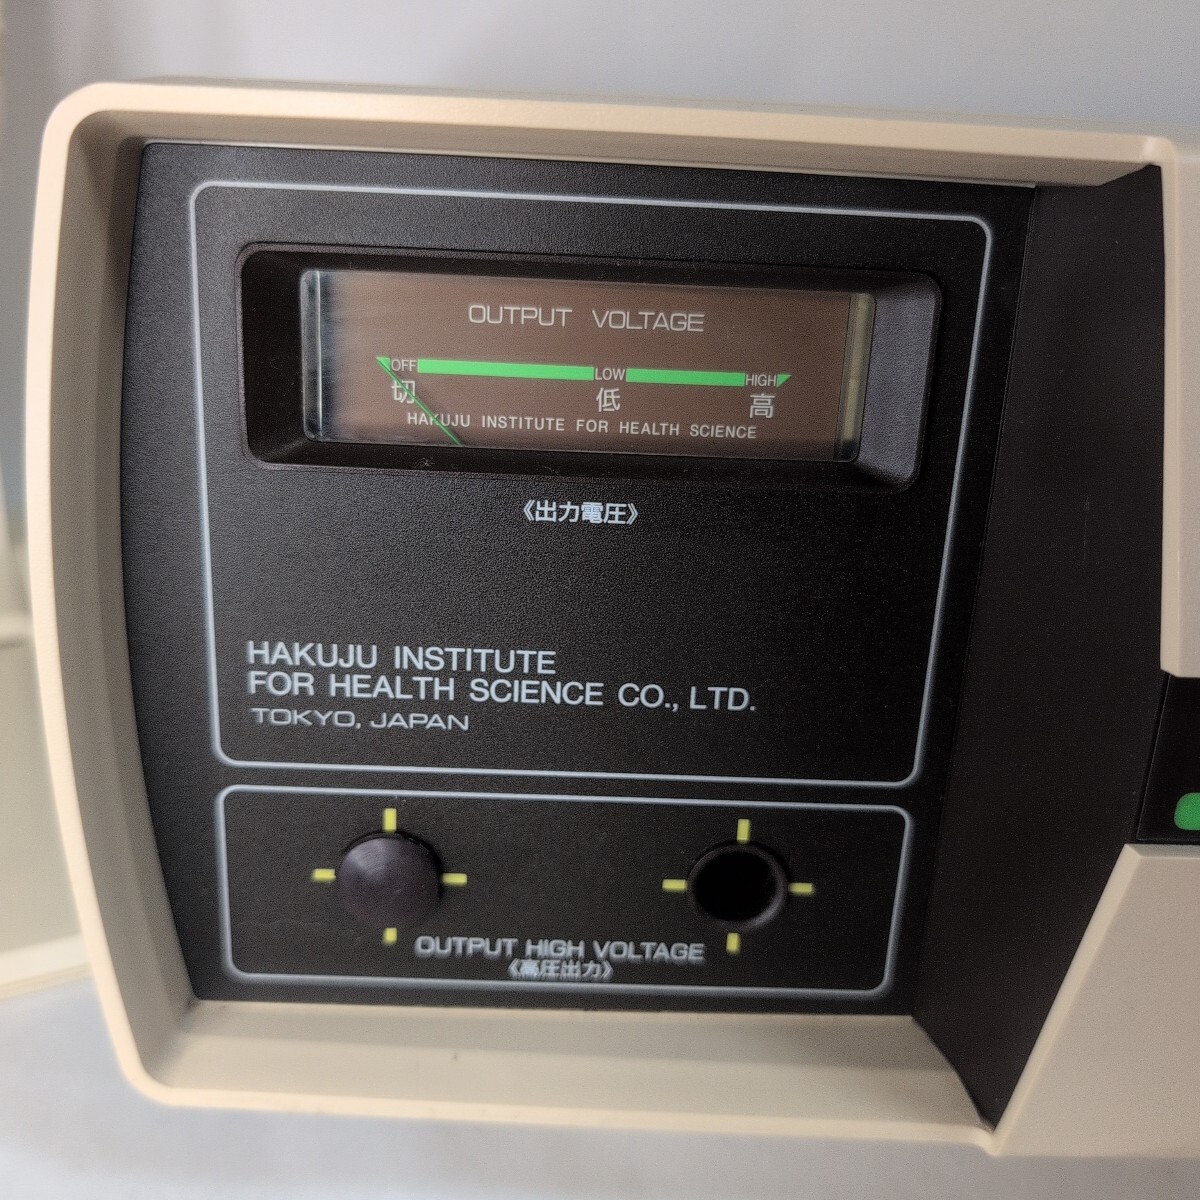 OUTPUT VOLTAGE
OFF LOW HIGH
切 低 高
HAKUJU INSTITUTE FOR HEALTH SCIENCE
《出力電圧》
HAKUJU INSTITUTE
FOR HEALTH SCIENCE CO., LTD.
TOKYO, JAPAN
OUTPUT HIGH VOLTAGE
《高圧出力》